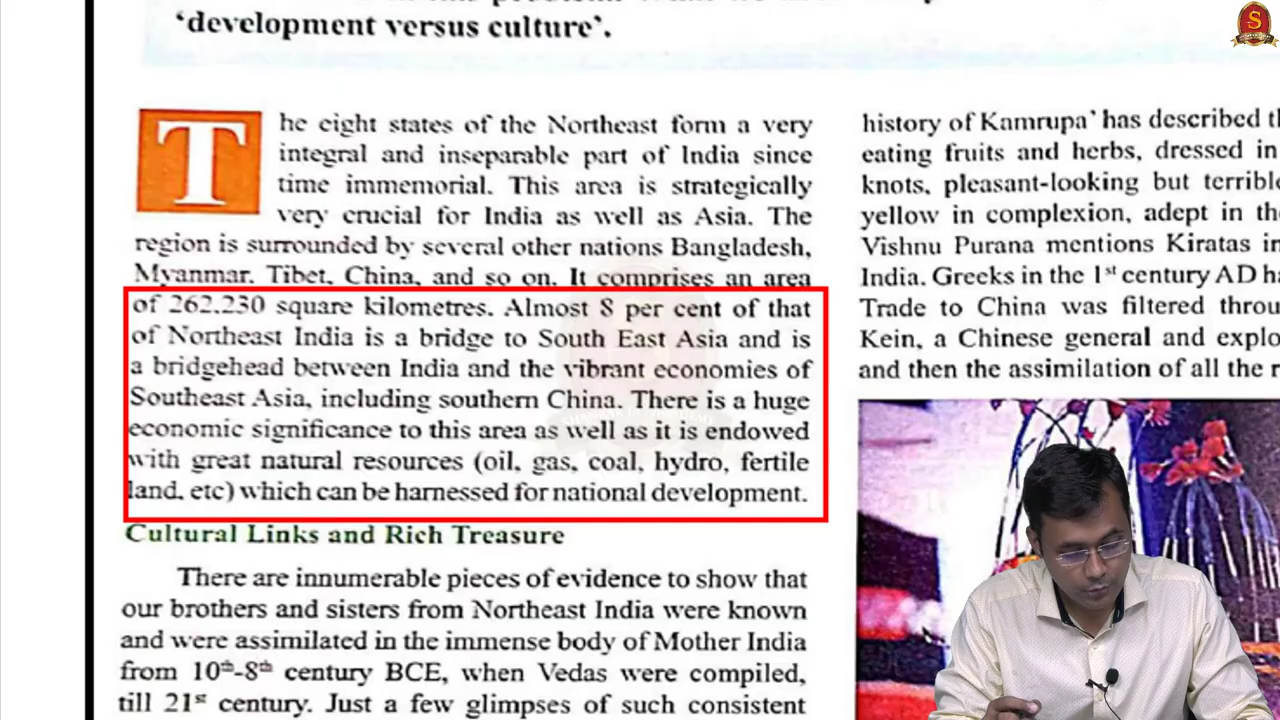 'development versus culture'.
The eight states of the Northeast form a very
integral and inseparable part of India since
time immemorial. This area is strategically
very crucial for India as well as Asia. The
region is surrounded by several other nations Bangladesh,
Myanmar. Tibet, China, and so on. It comprises an area
of 262.230 square kilometres. Almost 8 per cent of that
of Northeast India is a bridge to South East Asia and is
a bridgehead between India and the vibrant economies of
Southeast Asia, including southern China. There is a huge
economic significance to this area as well as it is endowed
with great natural resources (oil, gas, coal, hydro, fertile
land, etc) which can be harnessed for national development.
Cultural Links and Rich Treasure
There are innumerable pieces of evidence to show that
our brothers and sisters from Northeast India were known
and were assimilated in the immense body of Mother India
from 10th-8th century BCE, when Vedas were compiled,
till 21st century. Just a few glimpses of such consistent
history of Kamrupa' has described
eating fruits and herbs, dressed in
knots, pleasant-looking but terrible
yellow in complexion, adept in
Vishnu Purana mentions Kiratas in
India. Greeks in the 1st century AD
Trade to China was filtered
Kein, a Chinese general and
and then the assimilation of all the
S